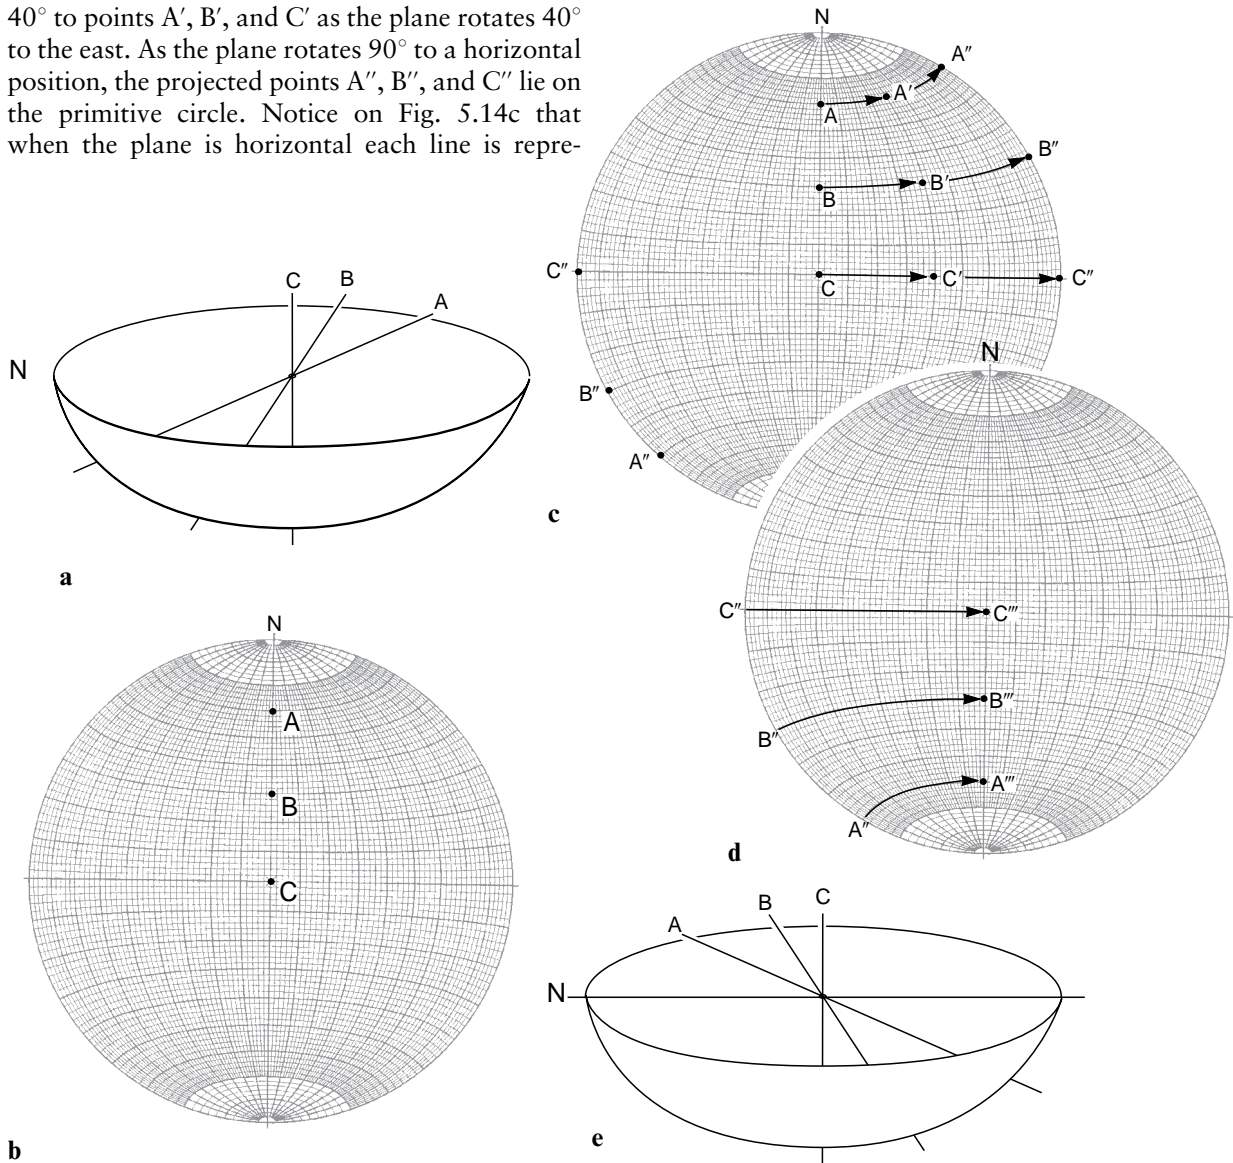 40° to points A′, B′, and C′ as the plane rotates 40°
to the east. As the plane rotates 90° to a horizontal
position, the projected points A″, B″, and C″ lie on
the primitive circle. Notice on Fig. 5.14c that
when the plane is horizontal each line is repre-
N
C
B
A
a
N
A
B
C
b
N
A″
A′
A
B″
B′
B
C″
C
C′
C″
B″
A″
c
N
C″
C‴
B″
B‴
A″
A‴
d
N
A
B
C
e